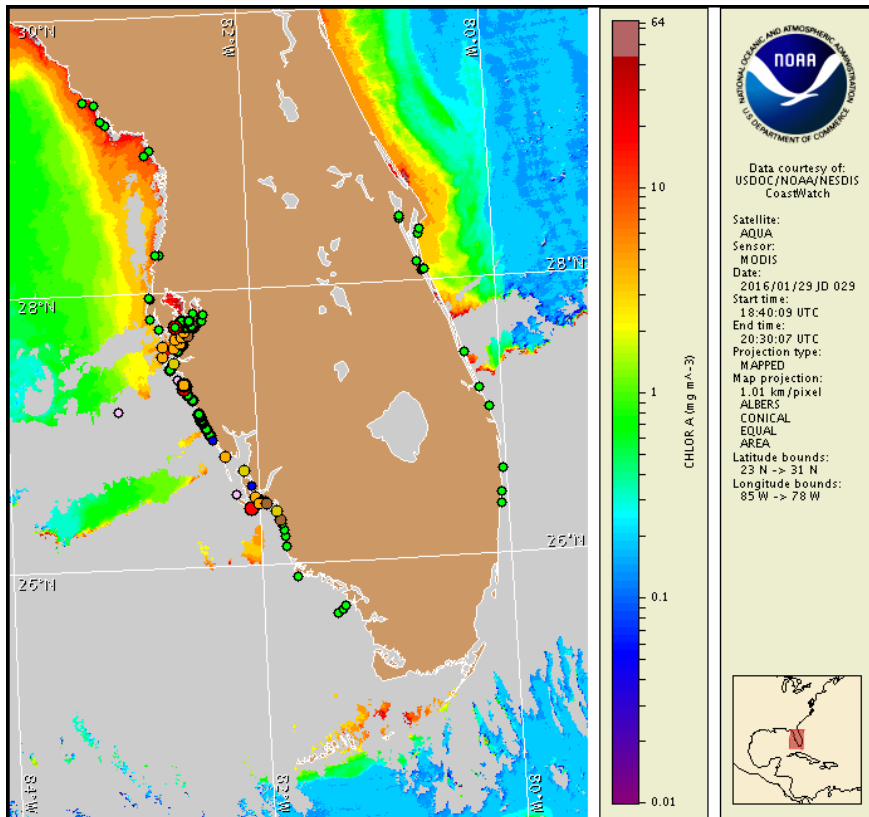 30°N
82°W
80°W
28°N
28°N
26°N
26°N
84°W
82°W
80°W
64
10
1
0.1
0.01
CHLOR A (mg m^-3)
NATIONAL OCEANIC AND ATMOSPHERIC ADMINISTRATION
NOAA
U.S. DEPARTMENT OF COMMERCE
Data courtesy of:
USDOC/NOAA/NESDIS
CoastWatch
Satellite:
AQUA
Sensor:
MODIS
Date:
2016/01/29 JD 029
Start time:
18:40:09 UTC
End time:
20:30:07 UTC
Projection type:
MAPPED
Map projection:
1.01 km/pixel
ALBERS
CONICAL
EQUAL
AREA
Latitude bounds:
23 N -> 31 N
Longitude bounds:
85 W -> 78 W